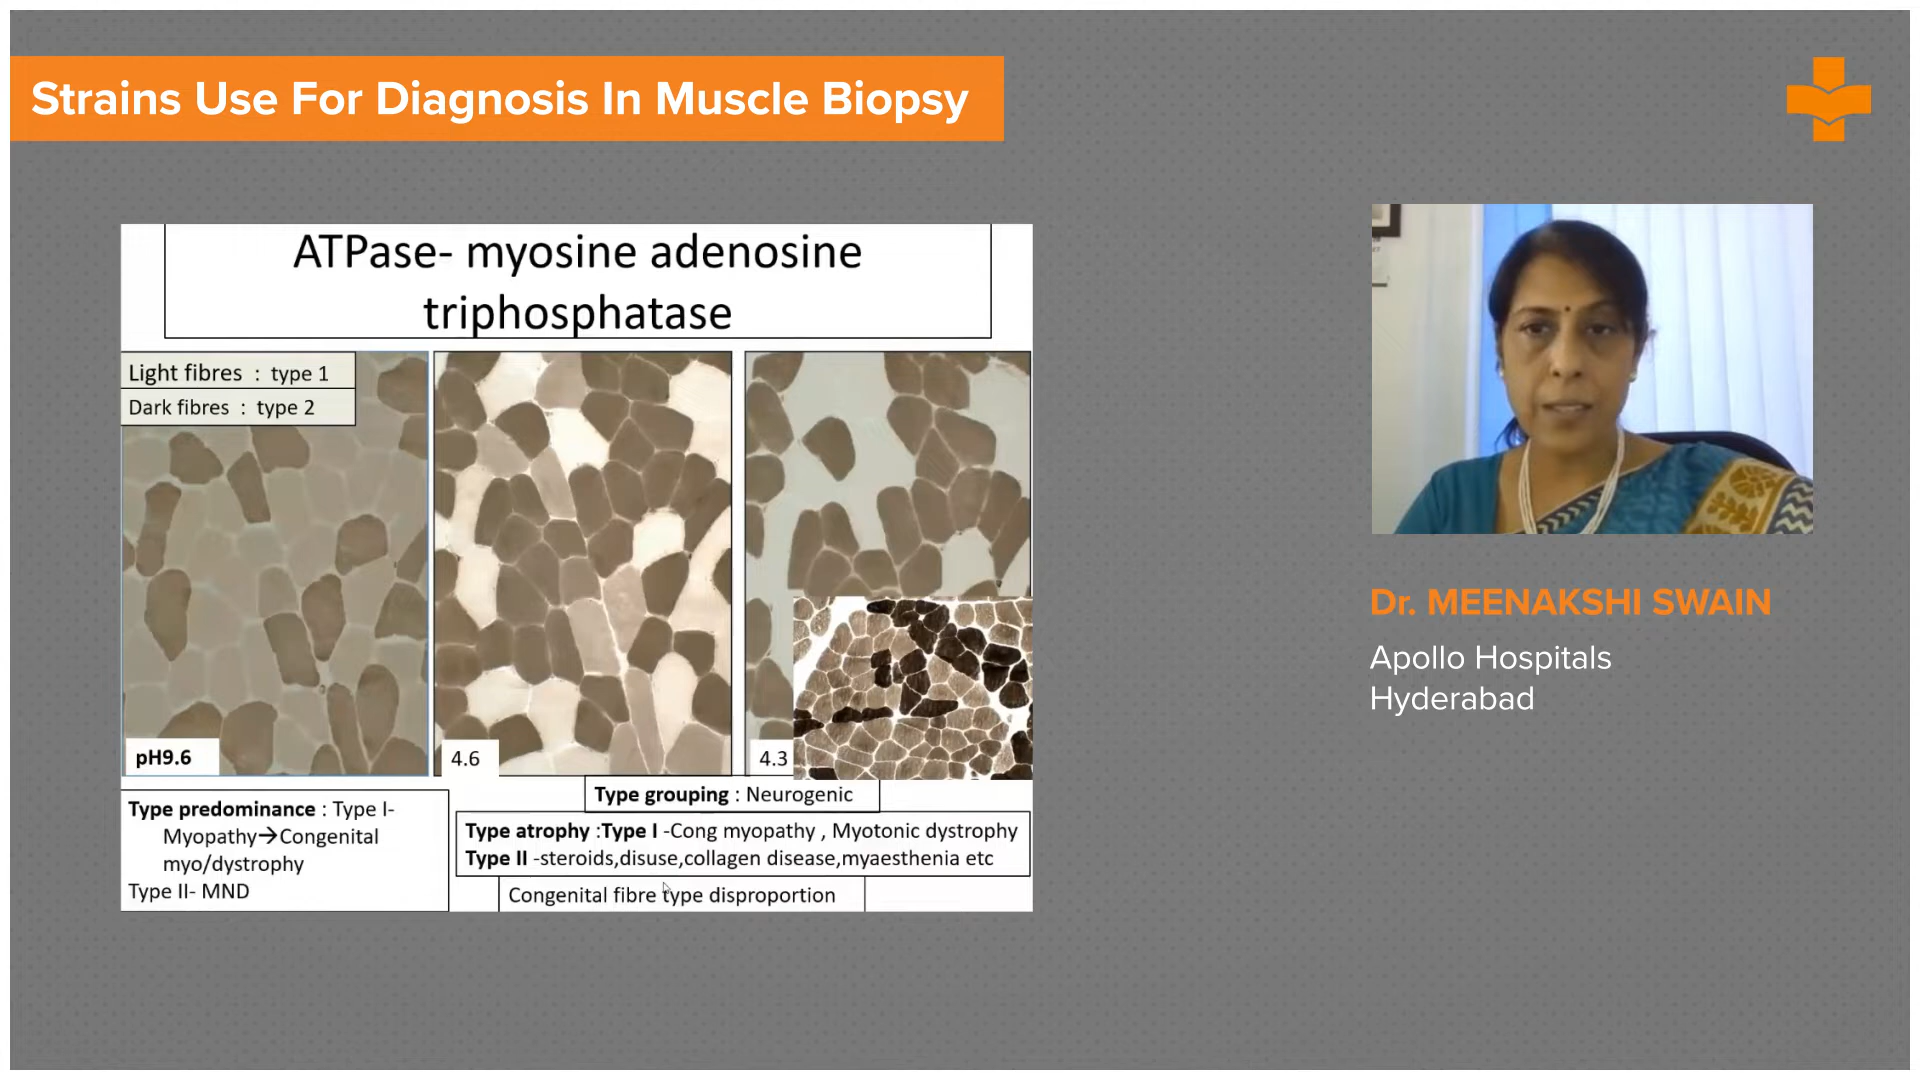 Strains Use For Diagnosis In Muscle Biopsy
ATPase- myosine adenosine
triphosphatase
Light fibres : type 1
Dark fibres : type 2
pH9.6
4.6
4.3
Type predominance : Type I-
Myopathy→Congenital
myo/dystrophy
Type II- MND
Type grouping : Neurogenic
Type atrophy :Type I -Cong myopathy , Myotonic dystrophy
Type II -steroids,disuse,collagen disease,myaesthenia etc
Congenital fibre type disproportion
Dr. MEENAKSHI SWAIN
Apollo Hospitals
Hyderabad